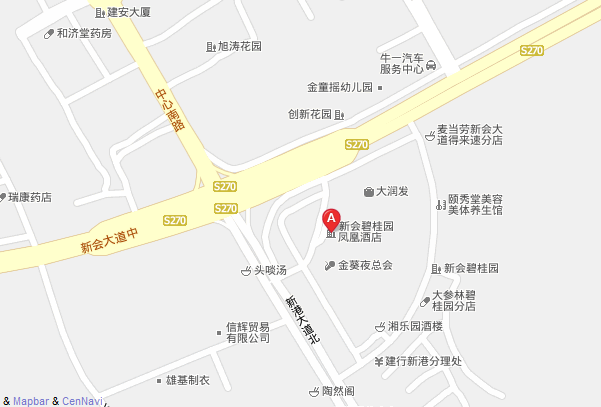 建安大厦
和济堂药房
旭涛花园
牛一汽车
服务中心
S270
金童摇幼儿园
中心南路
创新花园
麦当劳新会大
道得来速分店
S270
S270
大润发
瑞康药店
颐秀堂美容
美体养生馆
S270
S270
A
新会碧桂园
凤凰酒店
新会大道中
头啖汤
金葵夜总会
新会碧桂园
新港大道北
大参林碧
桂园分店
信辉贸易
有限公司
湘乐园酒楼
建行新港分理处
雄基制衣
陶然阁
& Mapbar & CenNavi,